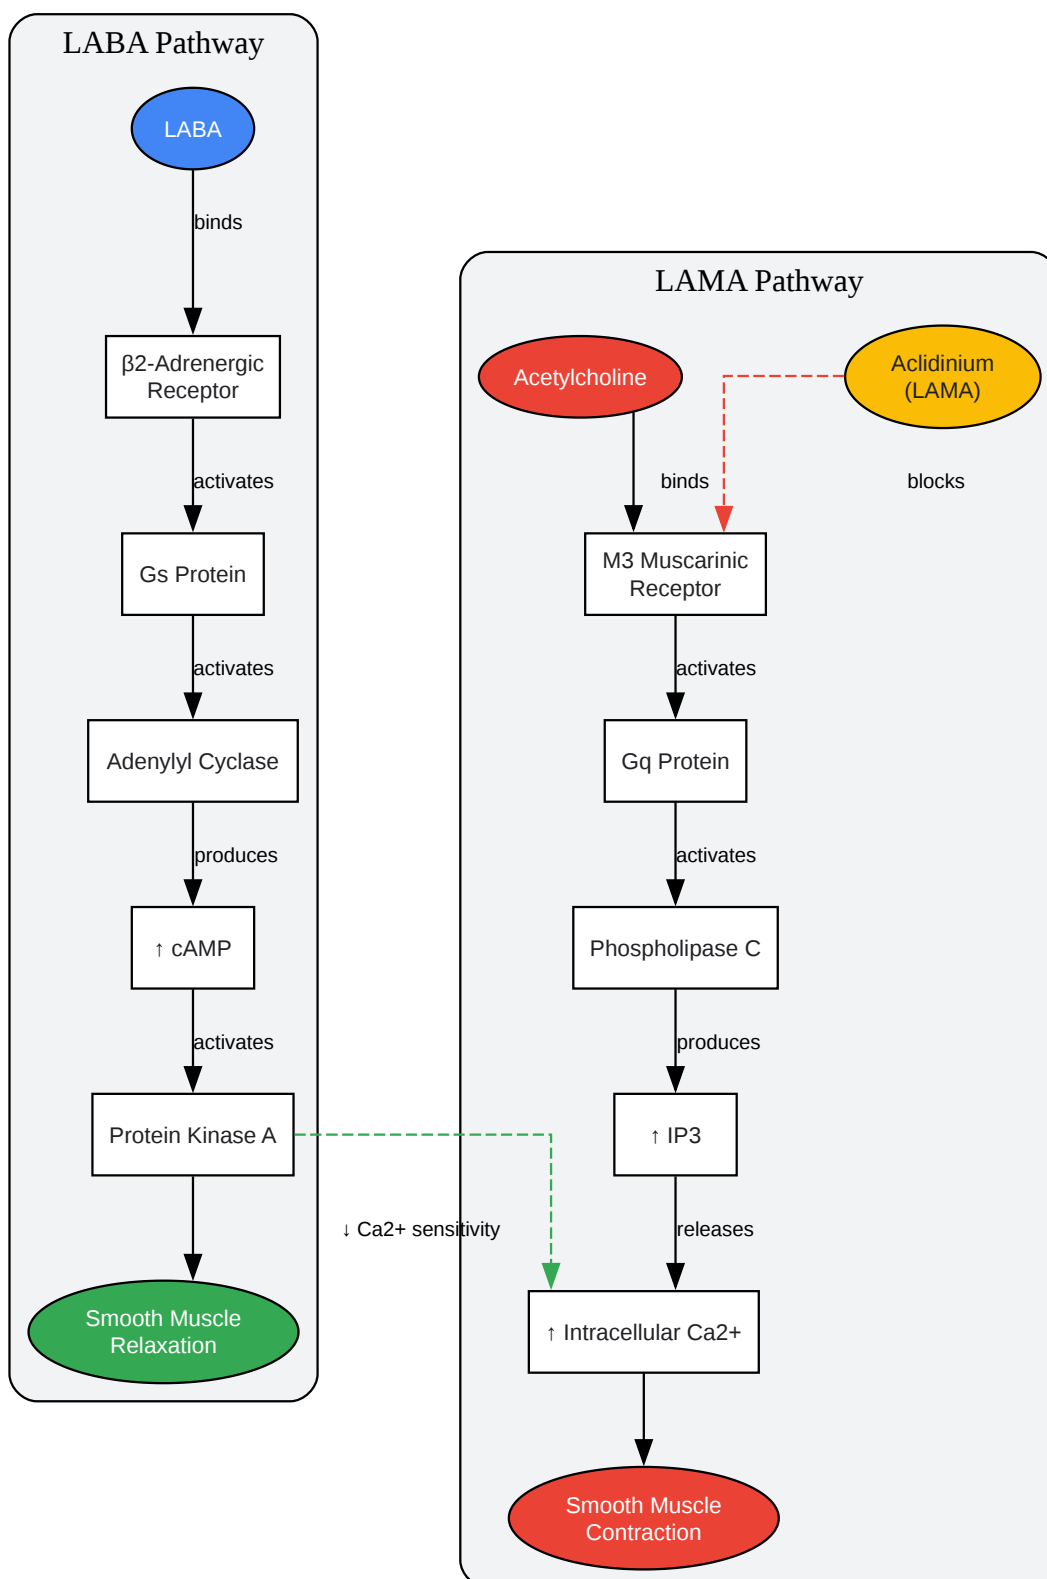 LABA Pathway
LABA
binds
β2-Adrenergic
Receptor
activates
Gs Protein
activates
Adenylyl Cyclase
produces
↑ cAMP
activates
Protein Kinase A
↓ Ca2+ sensitivity
Smooth Muscle
Relaxation
LAMA Pathway
Acetylcholine
Aclidinium
(LAMA)
binds
blocks
M3 Muscarinic
Receptor
activates
Gq Protein
activates
Phospholipase C
produces
↑ IP3
releases
↑ Intracellular Ca2+
Smooth Muscle
Contraction